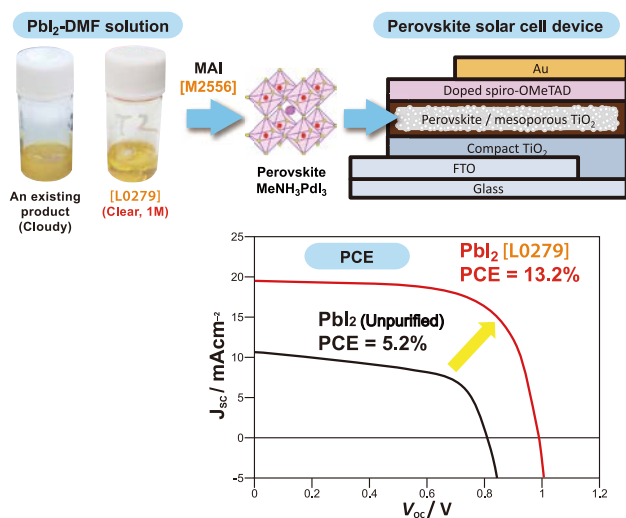 PbI₂-DMF solution
An existing
product
(Cloudy)
[L0279]
(Clear, 1M)
MAI
[M2556]
Perovskite
MeNH₃PdI₃
Perovskite solar cell device
Au
Doped spiro-OMeTAD
Perovskite / mesoporous TiO₂
Compact TiO₂
FTO
Glass
PCE
PbI₂ [L0279]
PCE = 13.2%
PbI₂ (Unpurified)
PCE = 5.2%
Jsc / mAcm⁻²
25
20
15
10
5
0
-5
0
0.2
0.4
0.6
0.8
1
1.2
Voc / V